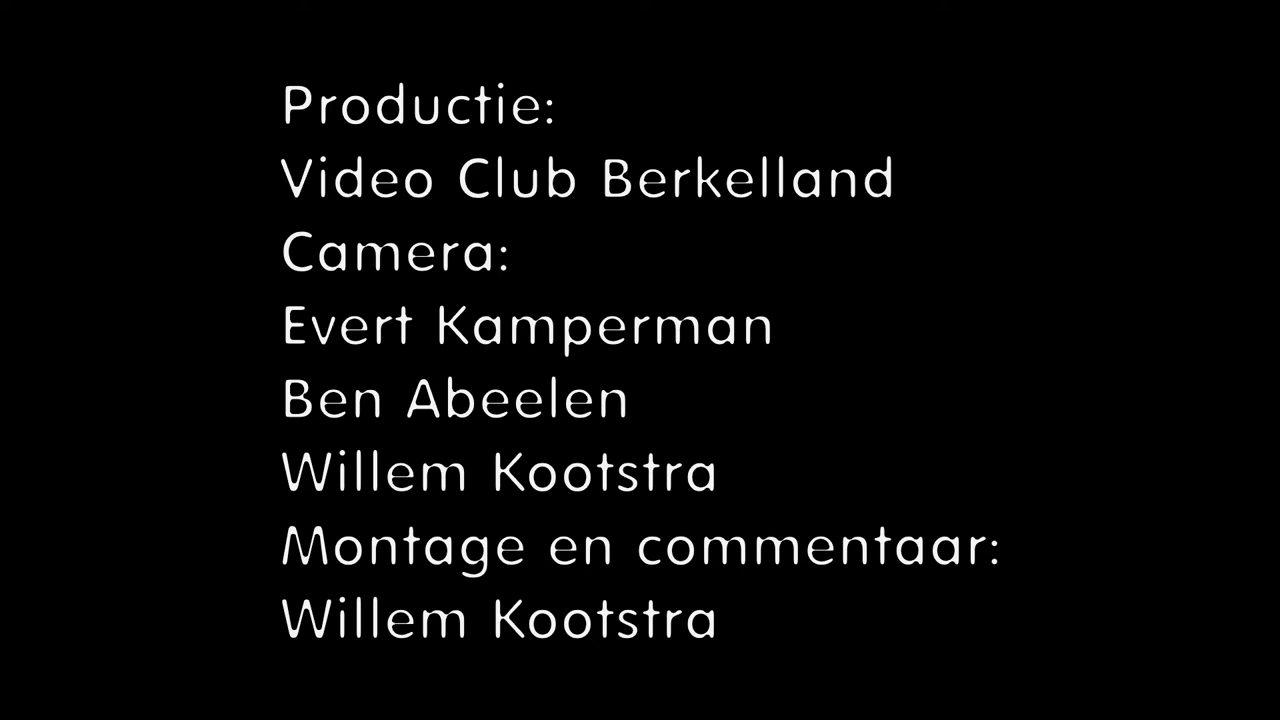 Productie:
Video Club Berkelland
Camera:
Evert Kamperman
Ben Abeelen
Willem Kootstra
Montage en commentaar:
Willem Kootstra